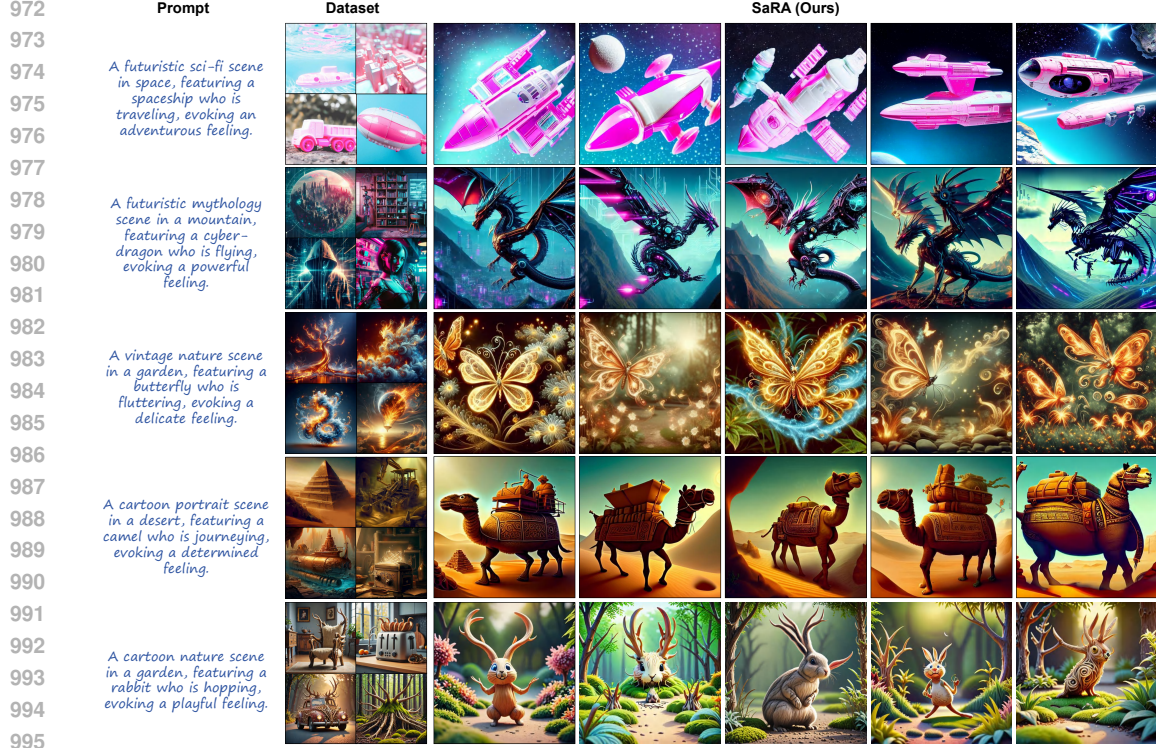 972
Prompt Dataset SaRA (Ours)
973
974
975
976
977
A futuristic sci-fi scene
in space, featuring a
spaceship who is
traveling, evoking an
adventurous feeling.
978
979
980
981
A futuristic mythology
scene in a mountain,
featuring a cyber-
dragon who is flying,
evoking a powerful
feeling.
982
983
984
985
986
A vintage nature scene
in a garden, featuring a
butterfly who is
fluttering, evoking a
delicate feeling.
987
988
989
990
A cartoon portrait scene
in a desert, featuring a
camel who is journeying,
evoking a determined
feeling.
991
992
993
994
995
A cartoon nature scene
in a garden, featuring a
rabbit who is hopping,
evoking a playful feeling.